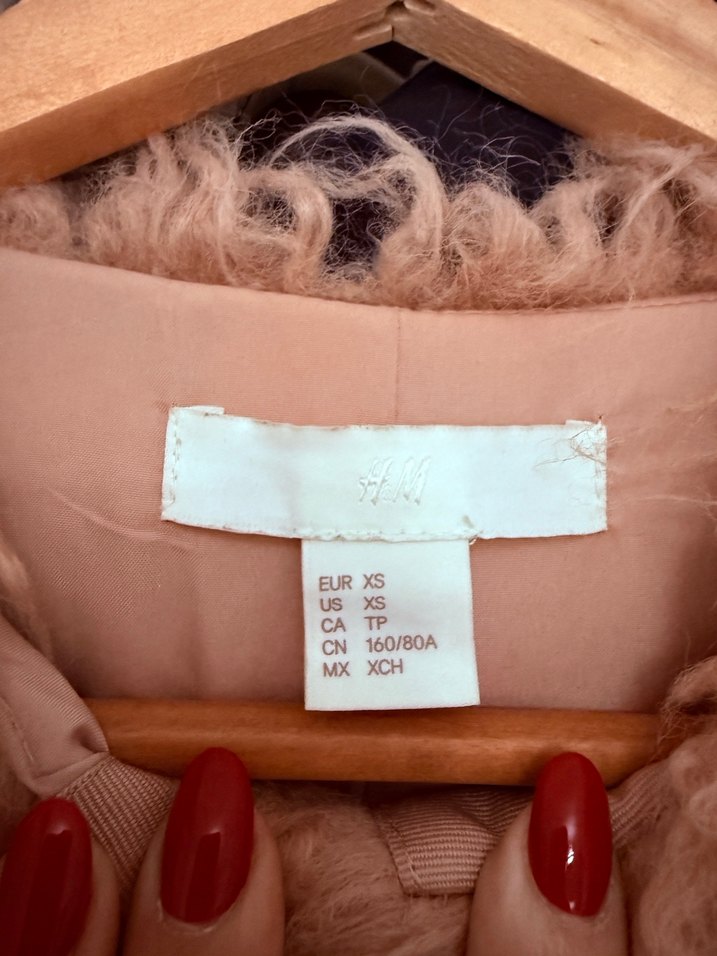 H&M
EUR XS
US XS
CA TP
CN 160/80A
MX XCH